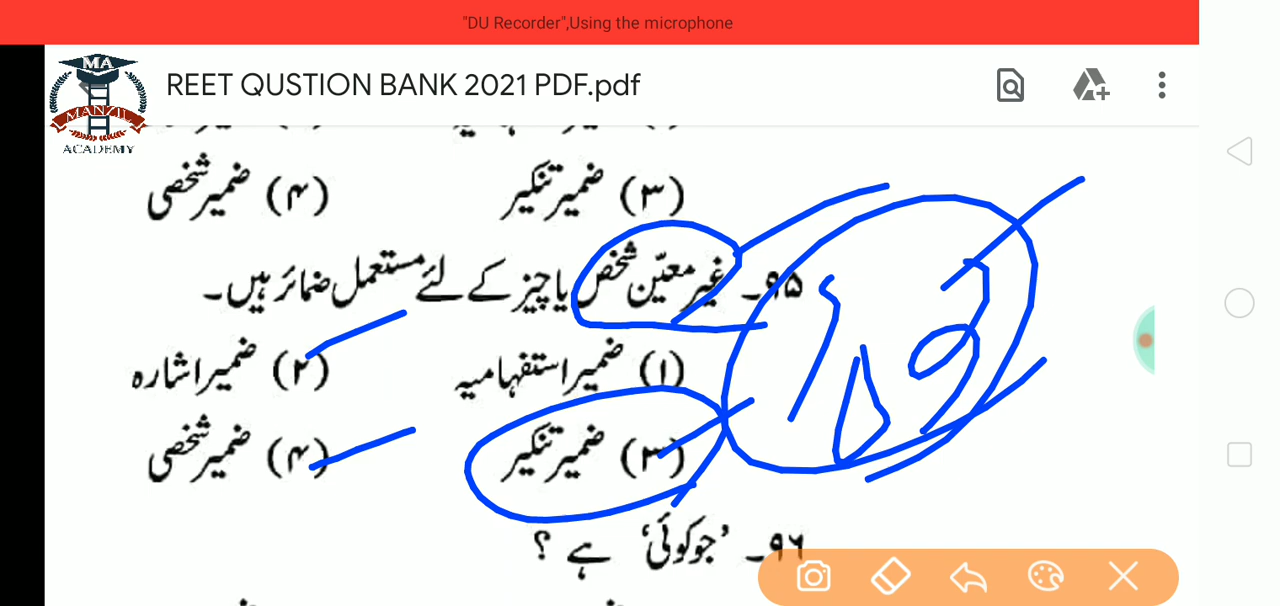 "DU Recorder",Using the microphone
MA
MANZIL
ACADEMY
REET QUSTION BANK 2021 PDF.pdf
(۳) ضمیر تنکیر (۴) ضمیر شخصی
۹۵۔ غیر معیّن شخص یا چیز کے لئے مستعمل ضمائر ہیں۔
(۱) ضمیر استفہامیہ (۲) ضمیر اشارہ
(۳) ضمیر تنکیر (۴) ضمیر شخصی
۹۶۔ ’جو کوئی‘ ہے ؟